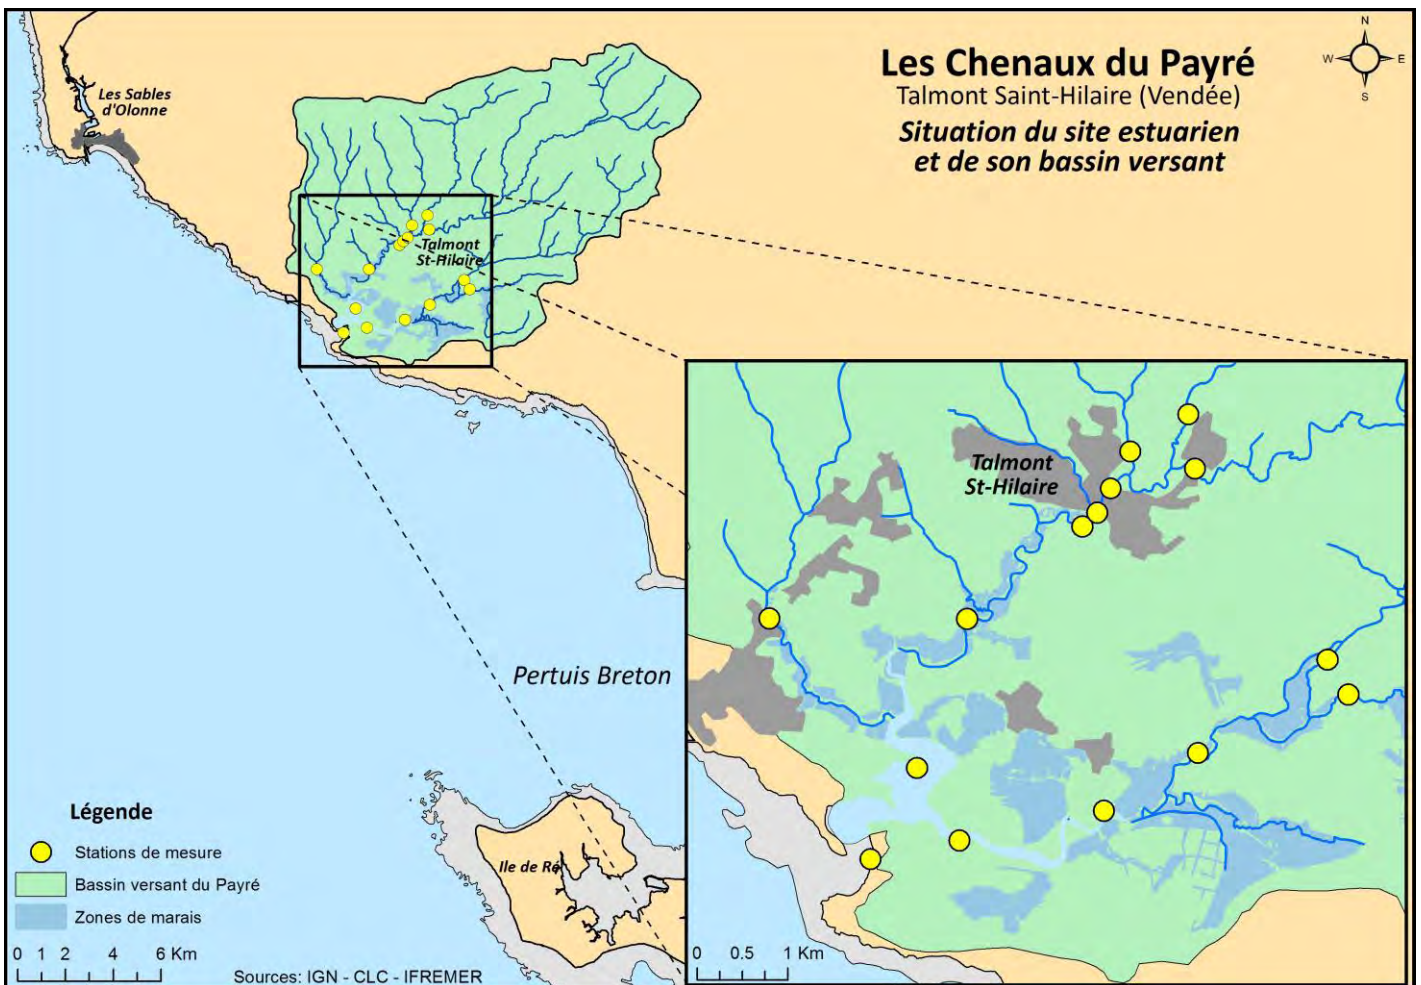 Les Chenaux du Payré
Talmont Saint-Hilaire (Vendée)
Situation du site estuarien
et de son bassin versant
N
W
E
S
Les Sables
d'Olonne
Talmont
St-Hilaire
Talmont
St-Hilaire
Pertuis Breton
Ile de Ré
Légende
Stations de mesure
Bassin versant du Payré
Zones de marais
0 1 2 4 6 Km
Sources: IGN - CLC - IFREMER
0 0.5 1 Km